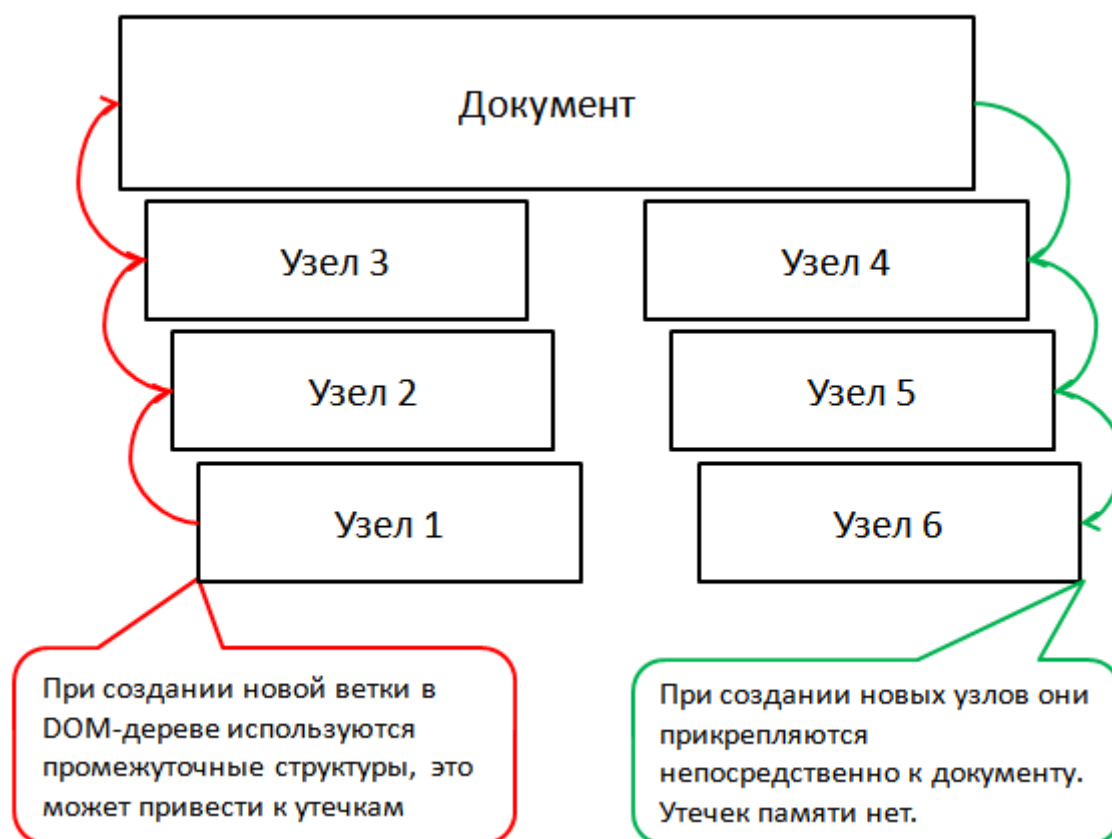 Документ
Узел 3
Узел 4
Узел 2
Узел 5
Узел 1
Узел 6
При создании новой ветки в
DOM-дереве используются
промежуточные структуры, это
может привести к утечкам
При создании новых узлов они
прикрепляются
непосредственно к документу.
Утечек памяти нет.